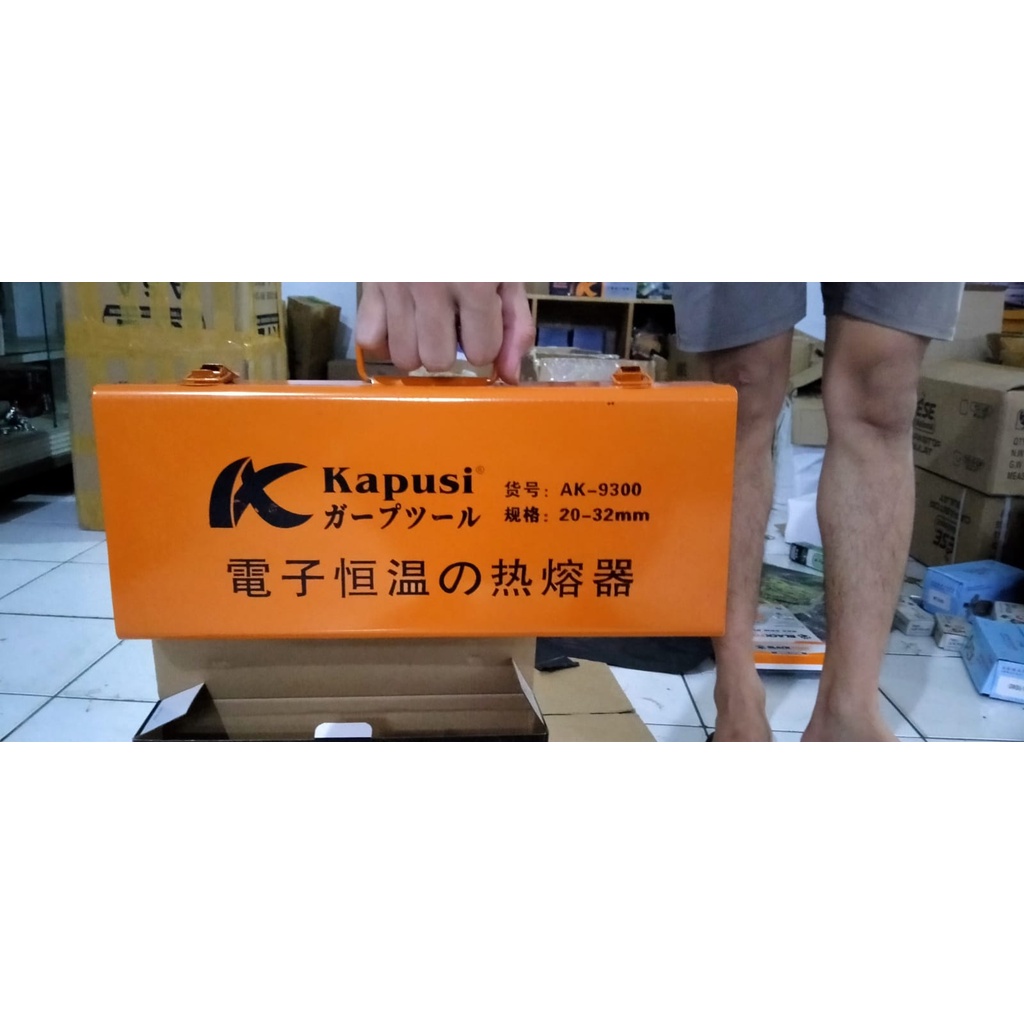 Kapusi®
ガープツール
货号: AK-9300
规格: 20-32mm
電子恒温の热熔器